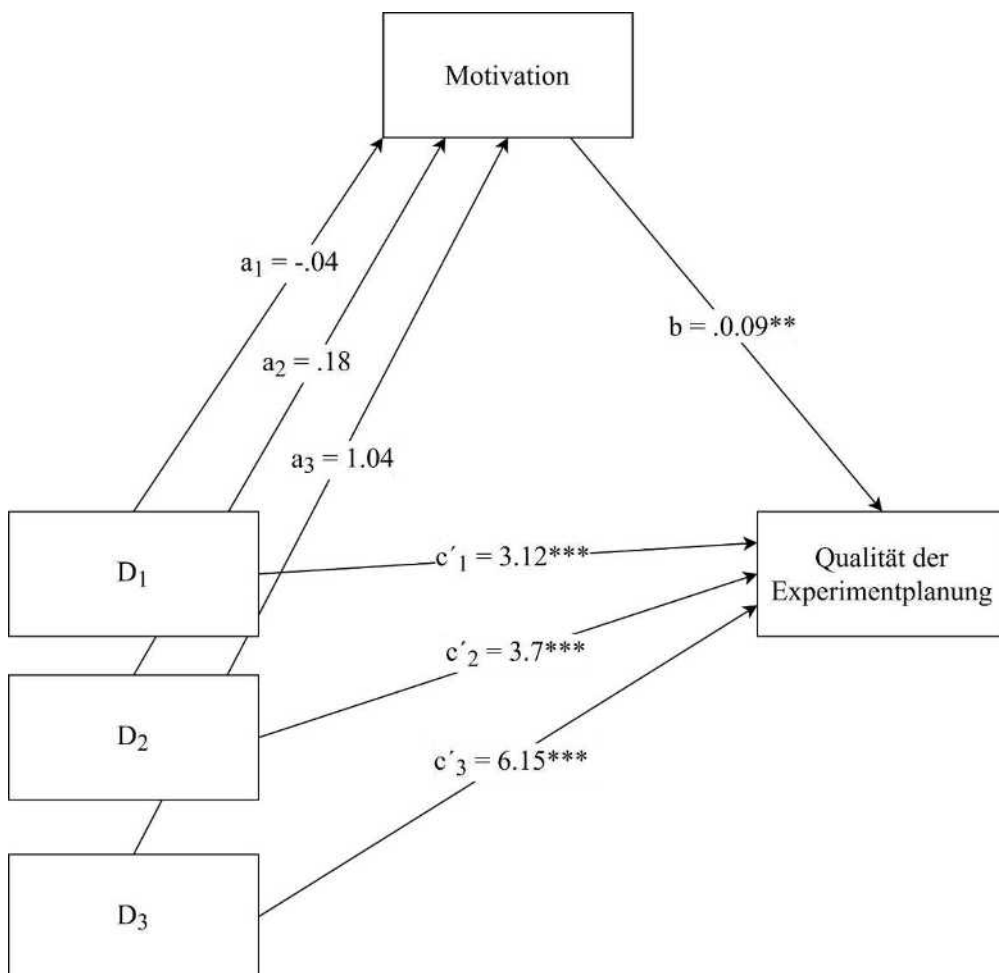 Motivation
a₁ = -.04
b = .0.09**
a₂ = .18
a₃ = 1.04
D₁
c´₁ = 3.12***
Qualität der
Experimentplanung
c´₂ = 3.7***
D₂
c´₃ = 6.15***
D₃